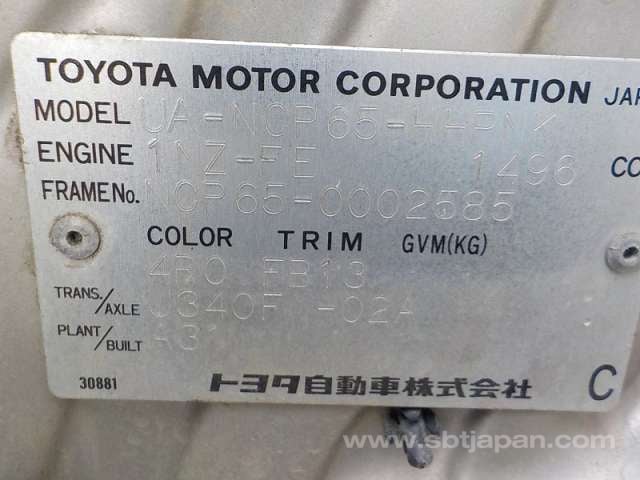 TOYOTA MOTOR CORPORATION JAP
MODEL UA-NCP65-
ENGINE 1NZ-FE 1496 CC
FRAME No. NCP65-0002585
COLOR TRIM GVM(KG)
4R0 FB13
TRANS./AXLE U340F -02A
PLANT/BUILT A31
30881 トヨタ自動車株式会社 C
www.sbtjapan.com